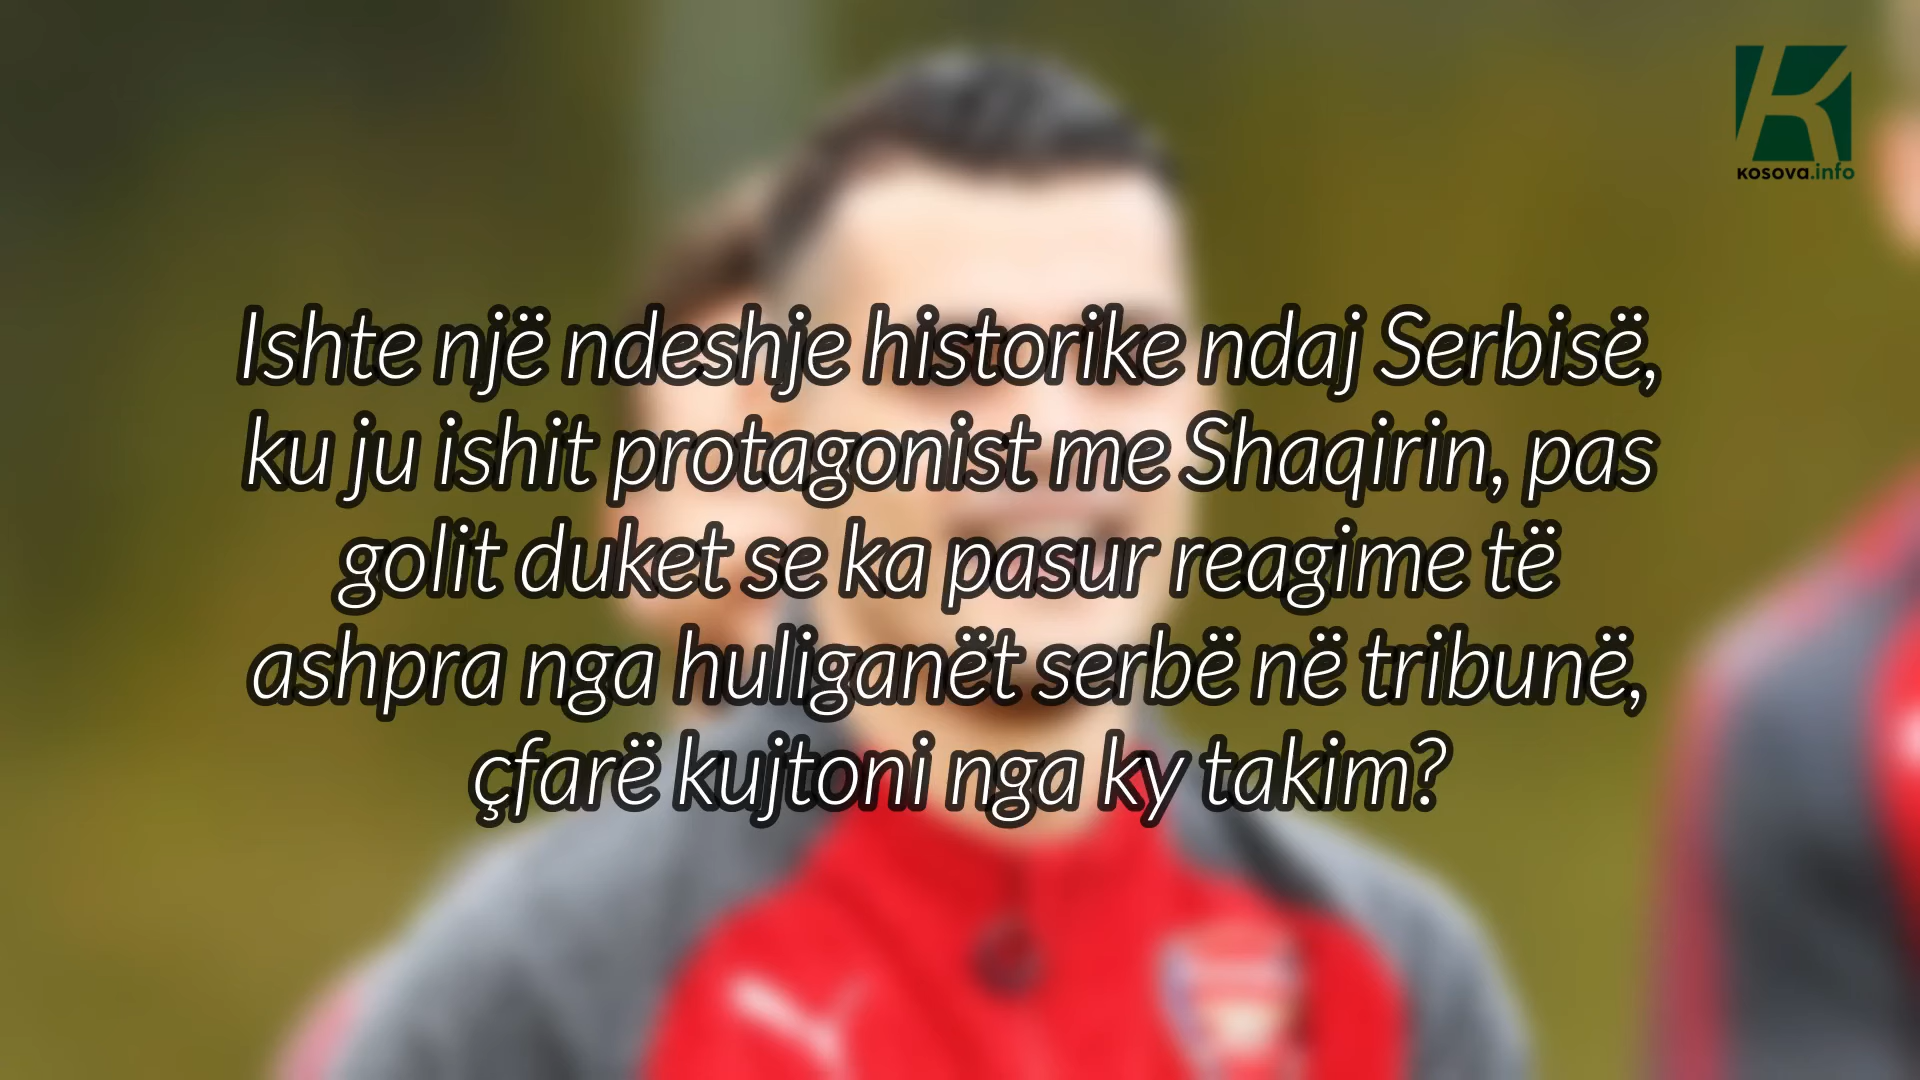 Kosova.info
Ishte një ndeshje historike ndaj Serbisë,
ku ju ishit protagonist me Shaqirin, pas
golit duket se ka pasur reagime të
ashpra nga huliganët serbë në tribunë,
çfarë kujtoni nga ky takim?